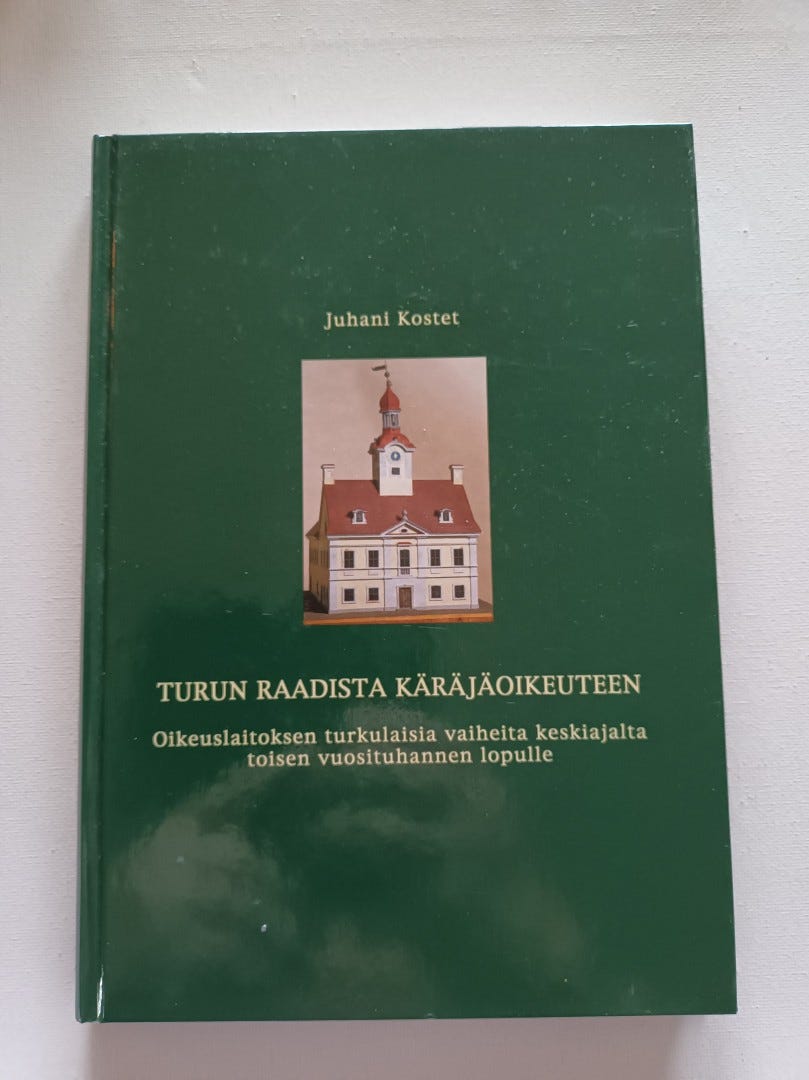 Juhani Kostet
TURUN RAADISTA KÄRÄJÄOIKEUTEEN
Oikeuslaitoksen turkulaisia vaiheita keskiajalta
toisen vuosituhannen lopulle